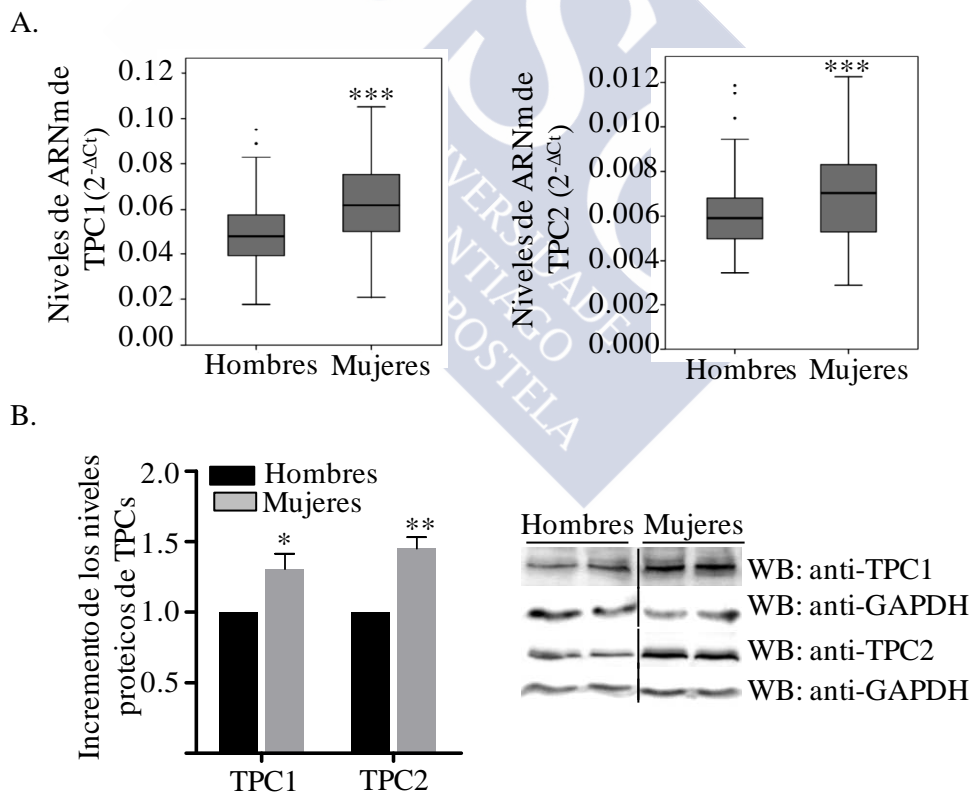 A.
Niveles de ARNm de
TPC1(2-ΔCt)
0.12
0.10
0.08
0.06
0.04
0.02
0.00
***
Hombres Mujeres
Niveles de ARNm de
TPC2 (2-ΔCt)
0.012
0.010
0.008
0.006
0.004
0.002
0.000
***
Hombres Mujeres
B.
Incremento de los niveles
proteicos de TPCs
2.0
1.5
1.0
0.5
Hombres
Mujeres
*
**
TPC1 TPC2
Hombres Mujeres
WB: anti-TPC1
WB: anti-GAPDH
WB: anti-TPC2
WB: anti-GAPDH